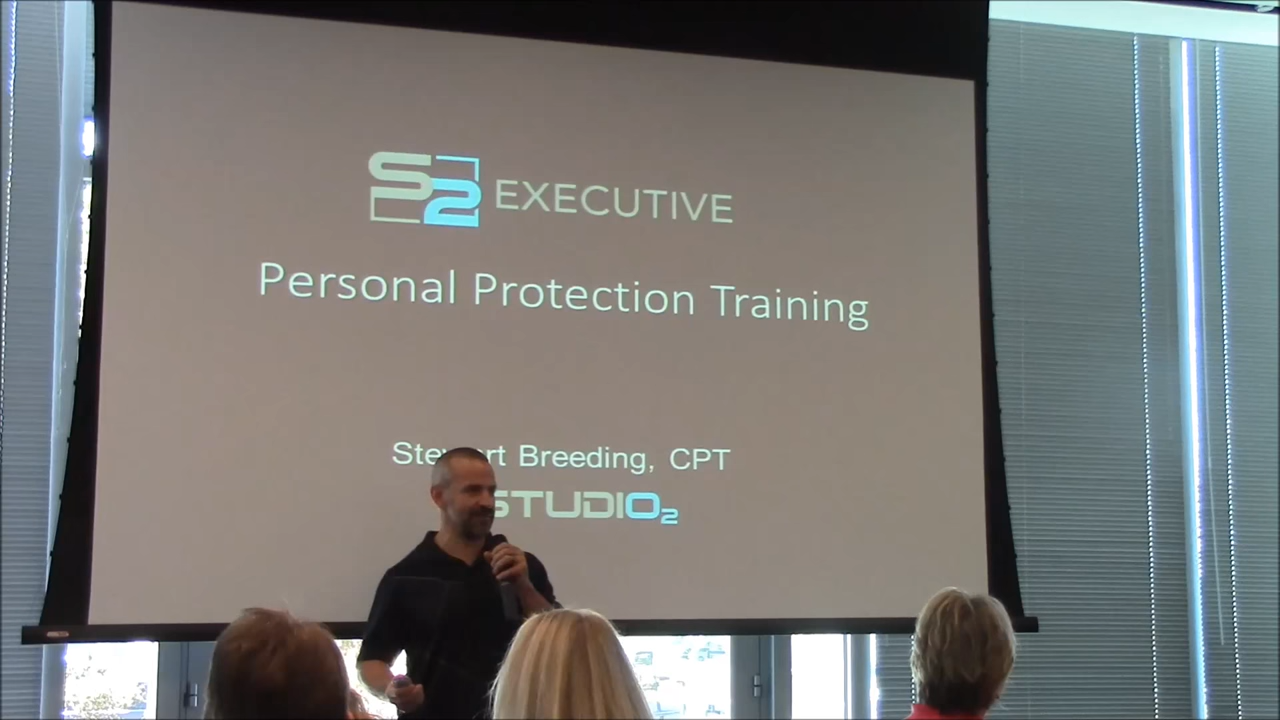 S2 EXECUTIVE
Personal Protection Training
Breeding, CPT
STUDIO2